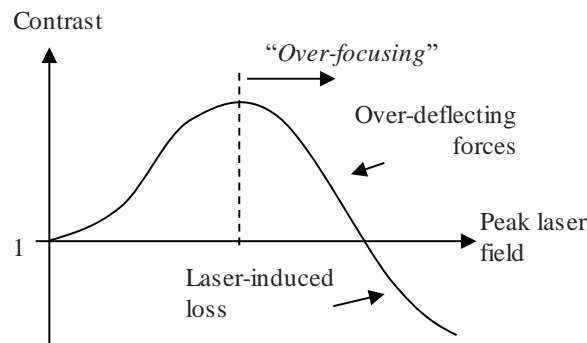 Contrast
“Over-focusing”
Over-deflecting
forces
1
Peak laser
field
Laser-induced
loss